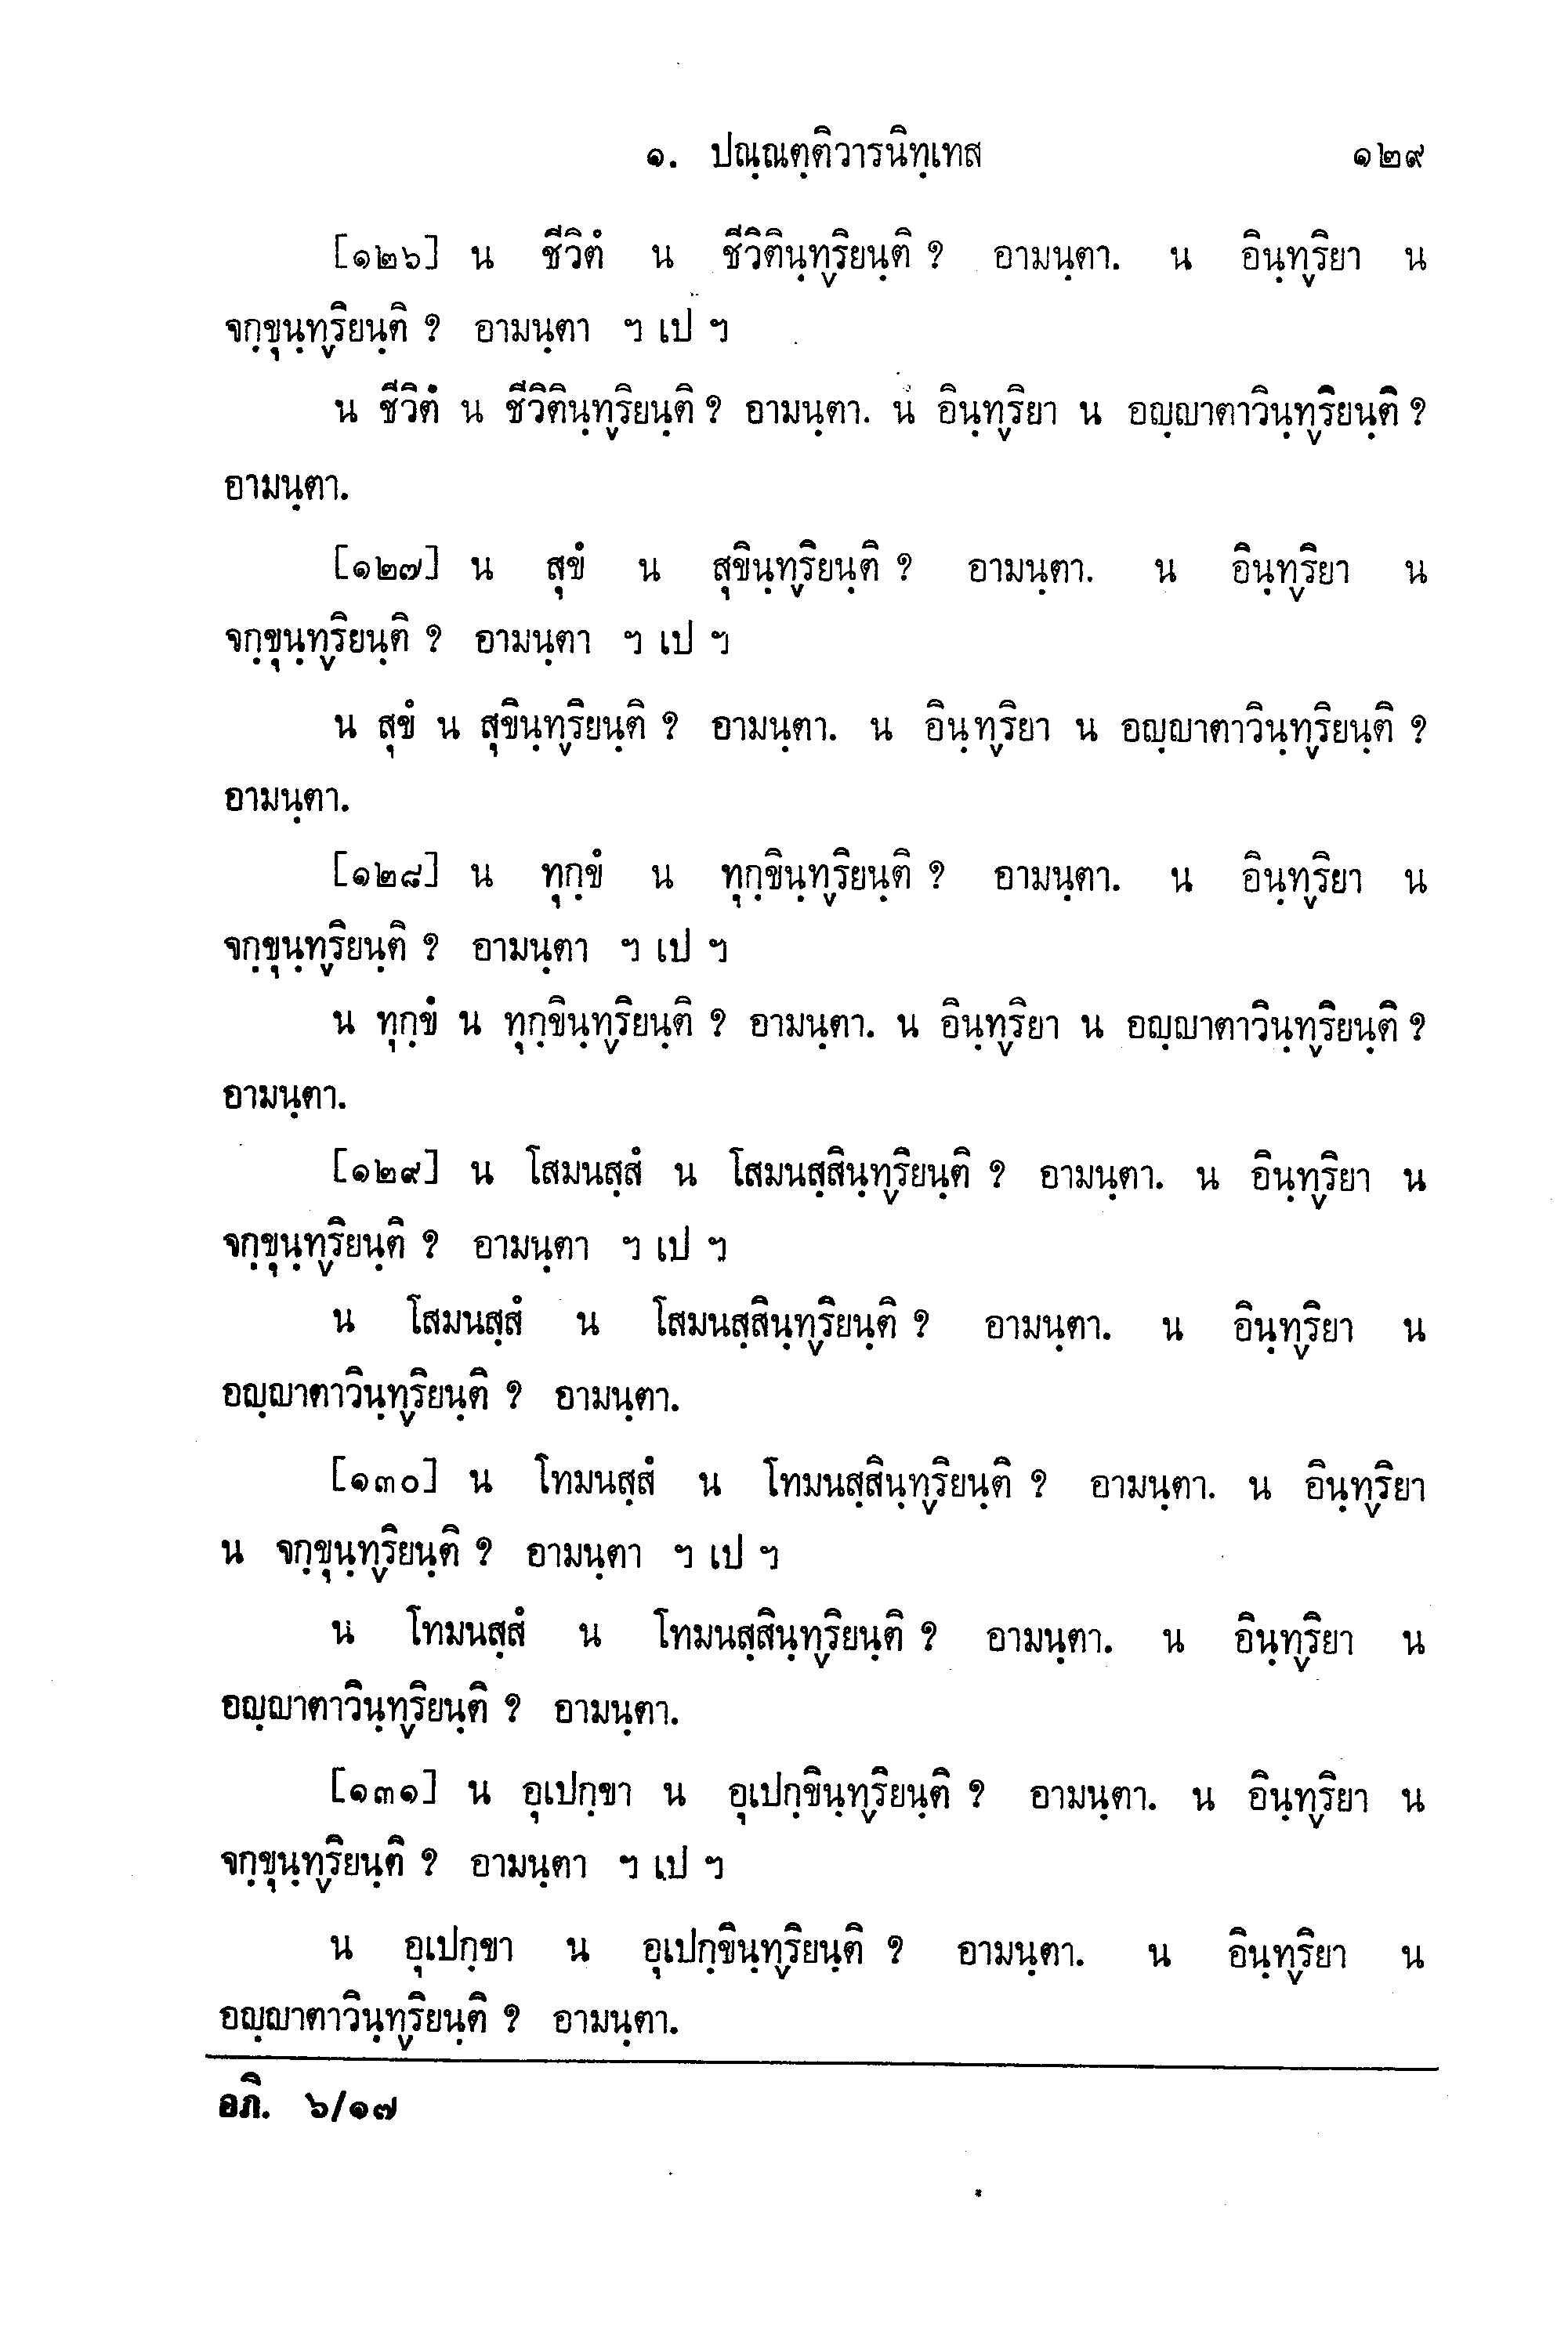 ๑. ปณฺณตฺติวารนิทฺเทส ๑๒๙
[๑๒๖] น ชีวิตํ น ชีวิตินฺทฺริยนฺติ ? อามนฺตา. น อินฺทฺริยา น
จกฺขุนฺทฺริยนฺติ ? อามนฺตา ฯ เป ฯ
น ชีวิตํ น ชีวิตินฺทฺริยนฺติ ? อามนฺตา. น อินฺทฺริยา น อญฺญาตาวินฺทฺริยนฺติ ?
อามนฺตา.
[๑๒๗] น สุขํ น สุขินฺทฺริยนฺติ ? อามนฺตา. น อินฺทฺริยา น
จกฺขุนฺทฺริยนฺติ ? อามนฺตา ฯ เป ฯ
น สุขํ น สุขินฺทฺริยนฺติ ? อามนฺตา. น อินฺทฺริยา น อญฺญาตาวินฺทฺริยนฺติ ?
อามนฺตา.
[๑๒๘] น ทุกฺขํ น ทุกฺขินฺทฺริยนฺติ ? อามนฺตา. น อินฺทฺริยา น
จกฺขุนฺทฺริยนฺติ ? อามนฺตา ฯ เป ฯ
น ทุกฺขํ น ทุกฺขินฺทฺริยนฺติ ? อามนฺตา. น อินฺทฺริยา น อญฺญาตาวินฺทฺริยนฺติ ?
อามนฺตา.
[๑๒๙] น โสมนสฺสํ น โสมนสฺสินฺทฺริยนฺติ ? อามนฺตา. น อินฺทฺริยา น
จกฺขุนฺทฺริยนฺติ ? อามนฺตา ฯ เป ฯ
น โสมนสฺสํ น โสมนสฺสินฺทฺริยนฺติ ? อามนฺตา. น อินฺทฺริยา น
อญฺญาตาวินฺทฺริยนฺติ ? อามนฺตา.
[๑๓๐] น โทมนสฺสํ น โทมนสฺสินฺทฺริยนฺติ ? อามนฺตา. น อินฺทฺริยา
น จกฺขุนฺทฺริยนฺติ ? อามนฺตา ฯ เป ฯ
น โทมนสฺสํ น โทมนสฺสินฺทฺริยนฺติ ? อามนฺตา. น อินฺทฺริยา น
อญฺญาตาวินฺทฺริยนฺติ ? อามนฺตา.
[๑๓๑] น อุเปกฺขา น อุเปกฺขินฺทฺริยนฺติ ? อามนฺตา. น อินฺทฺริยา น
จกฺขุนฺทฺริยนฺติ ? อามนฺตา ฯ เป ฯ
น อุเปกฺขา น อุเปกฺขินฺทฺริยนฺติ ? อามนฺตา. น อินฺทฺริยา น
อญฺญาตาวินฺทฺริยนฺติ ? อามนฺตา.
อภิ. ๖/๑๗